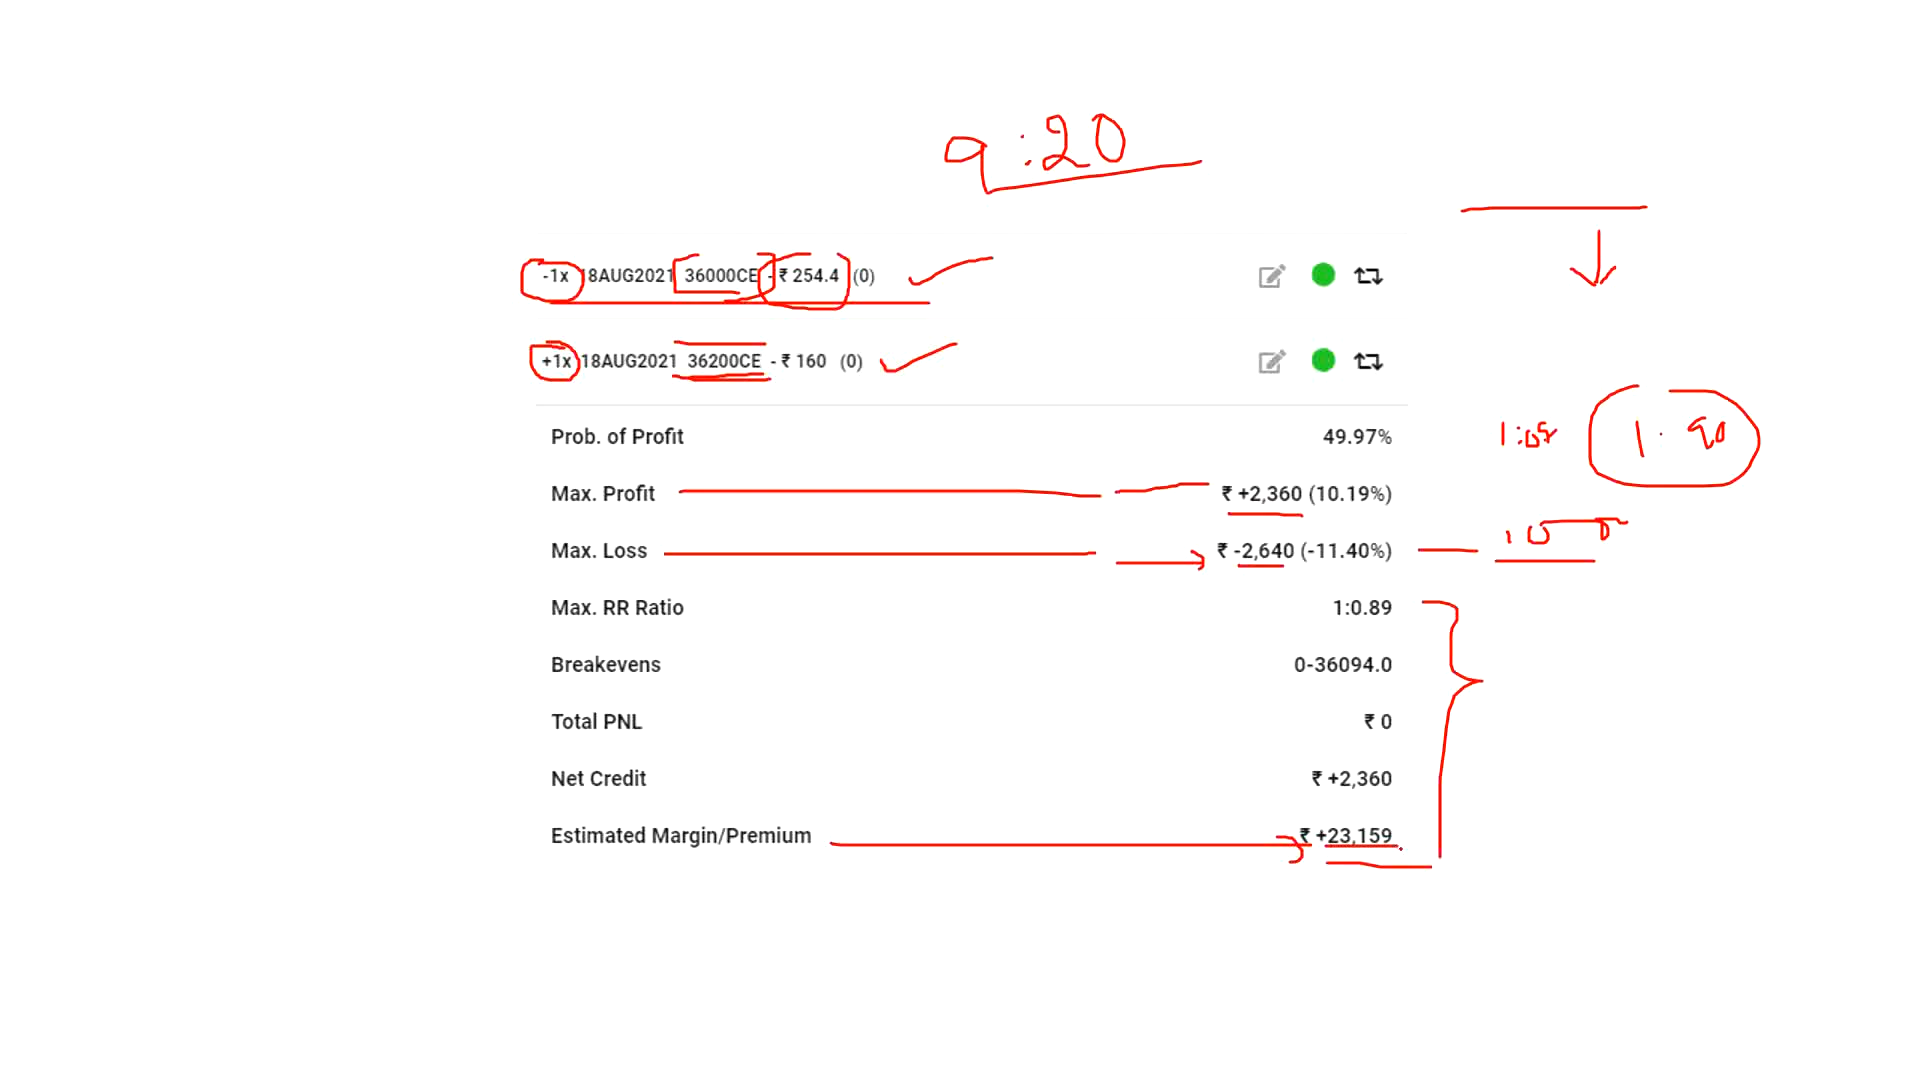 9:20
-1x 18AUG2021 36000CE - ₹ 254.4 (0)
+1x 18AUG2021 36200CE - ₹ 160 (0)
Prob. of Profit 49.97%
Max. Profit ₹ +2,360 (10.19%)
Max. Loss ₹ -2,640 (-11.40%)
Max. RR Ratio 1:0.89
Breakevens 0-36094.0
Total PNL ₹ 0
Net Credit ₹ +2,360
Estimated Margin/Premium ₹ +23,159